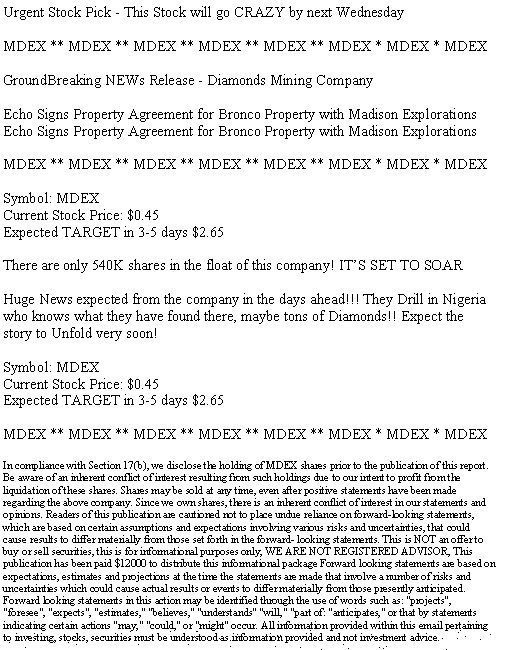 Urgent Stock Pick - This Stock will go CRAZY by next Wednesday
MDEX ** MDEX ** MDEX ** MDEX ** MDEX ** MDEX * MDEX * MDEX
GroundBreaking NEWs Release - Diamonds Mining Company
Echo Signs Property Agreement for Bronco Property with Madison Explorations
Echo Signs Property Agreement for Bronco Property with Madison Explorations
MDEX ** MDEX ** MDEX ** MDEX ** MDEX ** MDEX * MDEX * MDEX
Symbol: MDEX
Current Stock Price: $0.45
Expected TARGET in 3-5 days $2.65
There are only 540K shares in the float of this company! IT'S SET TO SOAR
Huge News expected from the company in the days ahead!!! They Drill in Nigeria
who knows what they have found there, maybe tons of Diamonds!! Expect the
story to Unfold very soon!
Symbol: MDEX
Current Stock Price: $0.45
Expected TARGET in 3-5 days $2.65
MDEX ** MDEX ** MDEX ** MDEX ** MDEX ** MDEX * MDEX * MDEX
In compliance with Section 17(b), we disclose the holding of MDEX shares prior to the publication of this report.
Be aware of an inherent conflict of interest resulting from such holdings due to our intent to profit from the
liquidation of these shares. Shares may be sold at any time, even after positive statements have been made
regarding the above company. Since we own shares, there is an inherent conflict of interest in our statements and
opinions. Readers of this publication are cautioned not to place undue reliance on forward-looking statements,
which are based on certain assumptions and expectations involving various risks and uncertainties, that could
cause results to differ materially from those set forth in the forward- looking statements. This is NOT an offer to
buy or sell securities, this is for informational purposes only, WE ARE NOT REGISTERED ADVISOR, This
publication has been paid $12000 to distribute this informational package Forward looking statements are based on
expectations, estimates and projections at the time the statements are made that involve a number of risks and
uncertainties which could cause actual results or events to differ materially from those presently anticipated.
Forward looking statements in this action may be identified through the use of words such as: "projects",
"foresee", "expects", "estimates," "believes," "understands" "will," "part of: "anticipates," or that by statements
indicating certain actions "may," "could," or "might" occur. All information provided within this email pertaining
to investing, stocks, securities must be understood as information provided and not investment advice.